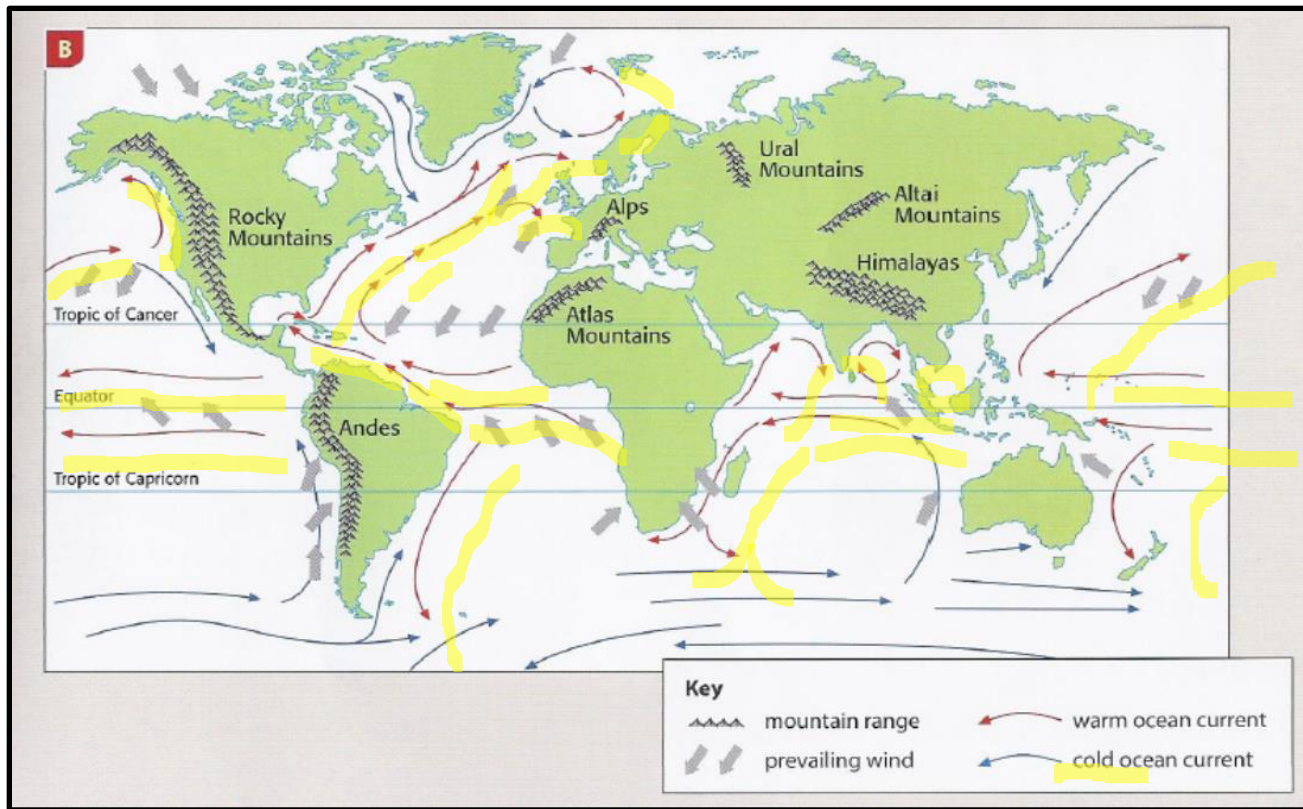 B
Ural
Mountains
Altai
Mountains
Alps
Rocky
Mountains
Himalayas
Tropic of Cancer
Atlas
Mountains
Equator
Andes
Tropic of Capricorn
Key
mountain range
warm ocean current
prevailing wind
cold ocean current